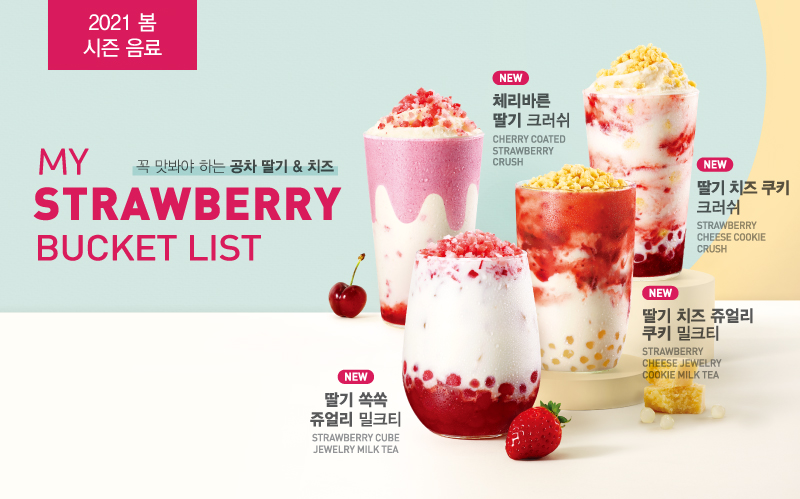 2021 봄
시즌 음료
MY
꼭 맛봐야 하는 공차 딸기 & 치즈
STRAWBERRY
BUCKET LIST
NEW
체리바른
딸기 크러쉬
CHERRY COATED
STRAWBERRY
CRUSH
NEW
딸기 치즈 쿠키
크러쉬
STRAWBERRY
CHEESE COOKIE
CRUSH
NEW
딸기 치즈 쥬얼리
쿠키 밀크티
STRAWBERRY
CHEESE JEWELRY
COOKIE MILK TEA
NEW
딸기 쏙쏙
쥬얼리 밀크티
STRAWBERRY CUBE
JEWELRY MILK TEA